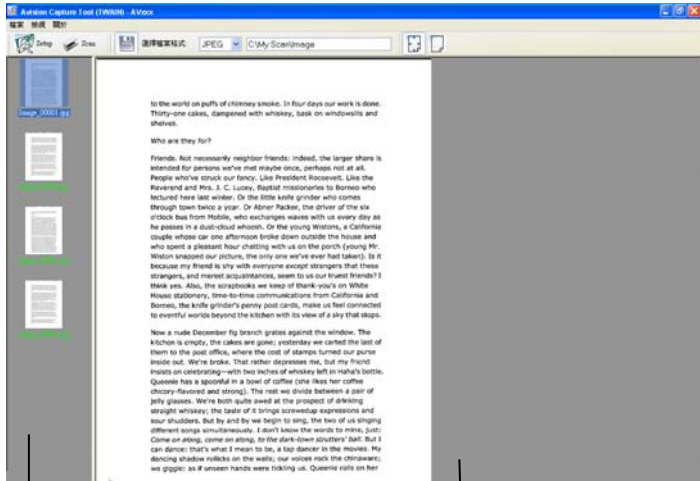 Avision Capture Tool (TWAIN) - AVxxx
檔案 檢視 關於
Setup Scan 選擇檔案格式 JPEG C:\My Scan\Image
Image_00001.jpg
to the world on puffs of chimney smoke. In four days our work is done.
Thirty-one cakes, dampened with whiskey, bask on windowsills and
shelves.
Who are they for?
Friends. Not necessarily neighbor friends: indeed, the larger share is
intended for persons we've met maybe once, perhaps not at all.
People who've struck our fancy. Like President Roosevelt. Like the
Reverend and Mrs. J. C. Lucey, Baptist missionaries to Borneo who
lectured here last winter. Or the little knife grinder who comes
through town twice a year. Or Abner Packer, the driver of the six
o'clock bus from Mobile, who exchanges waves with us every day as
he passes in a dust-cloud whoosh. Or the young Wistons, a California
couple whose car one afternoon broke down outside the house and
who spent a pleasant hour chatting with us on the porch (young Mr.
Wiston snapped our picture, the only one we've ever had taken). Is it
because my friend is shy with everyone except strangers that these
strangers, and merest acquaintances, seem to us our truest friends? I
think yes. Also, the scrapbooks we keep of thank-you's on White
House stationery, time-to-time communications from California and
Borneo, the knife grinder's penny post cards, make us feel connected
to eventful worlds beyond the kitchen with its view of a sky that stops.
Now a nude December fig branch grates against the window. The
kitchen is empty, the cakes are gone; yesterday we carted the last of
them to the post office, where the cost of stamps turned our purse
inside out. We're broke. That rather depresses me, but my friend
insists on celebrating—with two inches of whiskey left in Haha's bottle.
Queenie has a spoonful in a bowl of coffee (she likes her coffee
chicory-flavored and strong). The rest we divide between a pair of
jelly glasses. We're both quite awed at the prospect of drinking
straight whiskey; the taste of it brings screwedup expressions and
sour shudders. But by and by we begin to sing, the two of us singing
different songs simultaneously. I don't know the words to mine, just:
Come on along, come on along, to the dark-town strutters' ball. But I
can dance: that's what I mean to be, a tap dancer in the movies. My
dancing shadow rollicks on the walls; our voices rock the chinaware;
we giggle: as if unseen hands were tickling us. Queenie rolls on her